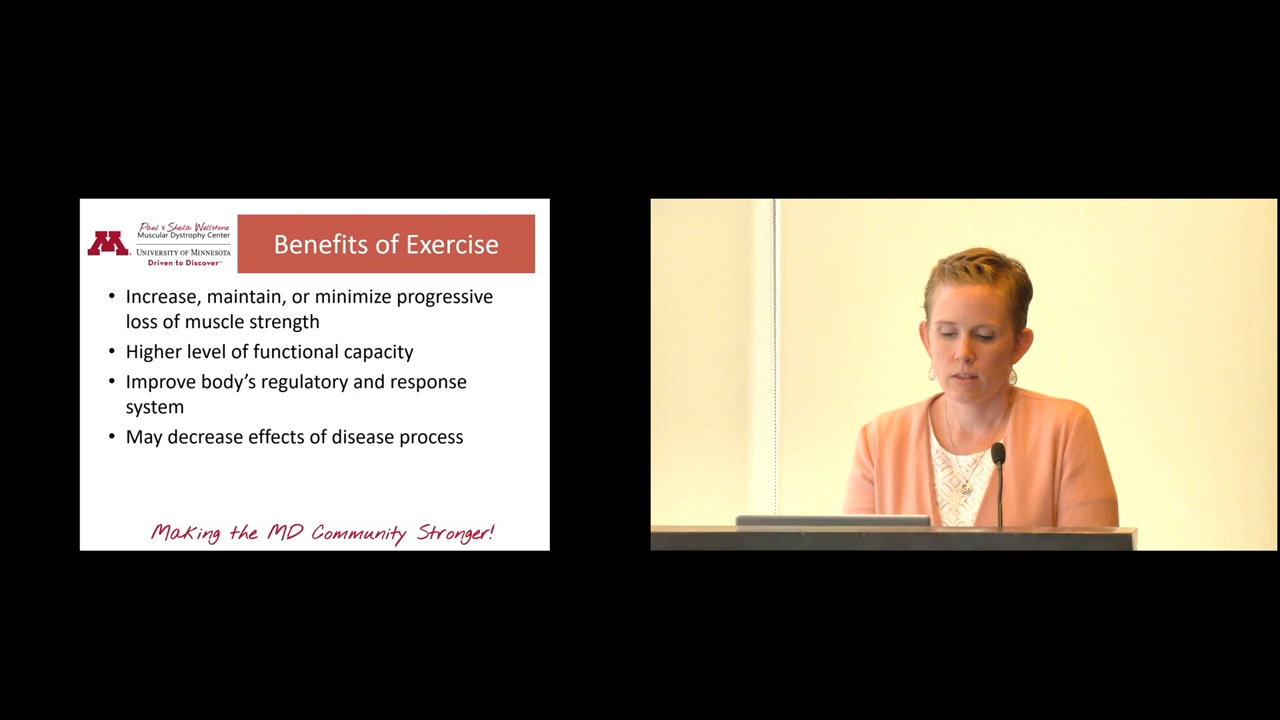 Paul & Sheila Wellstone
Muscular Dystrophy Center
M
UNIVERSITY OF MINNESOTA
Driven to Discover
Benefits of Exercise
• Increase, maintain, or minimize progressive
loss of muscle strength
• Higher level of functional capacity
• Improve body's regulatory and response
system
• May decrease effects of disease process
Making the MD Community Stronger!